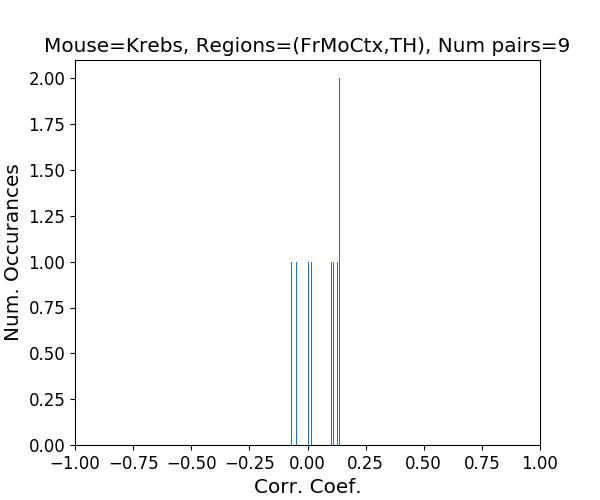 Mouse=Krebs, Regions=(FrMoCtx,TH), Num pairs=9
2.00
1.75
1.50
1.25
1.00
0.75
0.50
0.25
0.00
Num. Occurances
−1.00 −0.75 −0.50 −0.25 0.00 0.25 0.50 0.75 1.00
Corr. Coef.